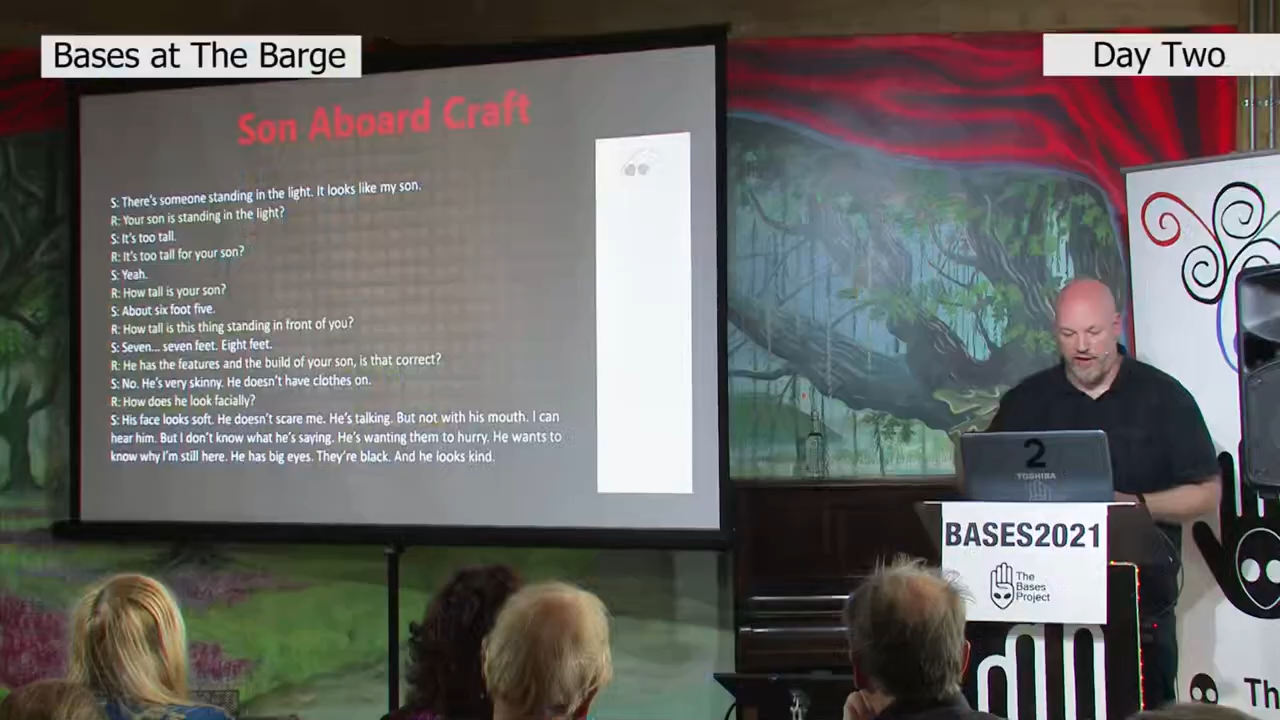 Bases at The Barge
Day Two
Son Aboard Craft
S: There's someone standing in the light. It looks like my son.
R: Your son is standing in the light?
S: It's too tall.
R: It's too tall for your son?
S: Yeah.
R: How tall is your son?
S: About six foot five.
R: How tall is this thing standing in front of you?
S: Seven... seven feet. Eight feet.
R: He has the features and the build of your son, is that correct?
S: No. He's very skinny. He doesn't have clothes on.
R: How does he look facially?
S: His face looks soft. He doesn't scare me. He's talking. But not with his mouth. I can
hear him. But I don't know what he's saying. He's wanting them to hurry. He wants to
know why I'm still here. He has big eyes. They're black. And he looks kind.
2
TOSHIBA
BASES2021
The
Bases
Project
Th